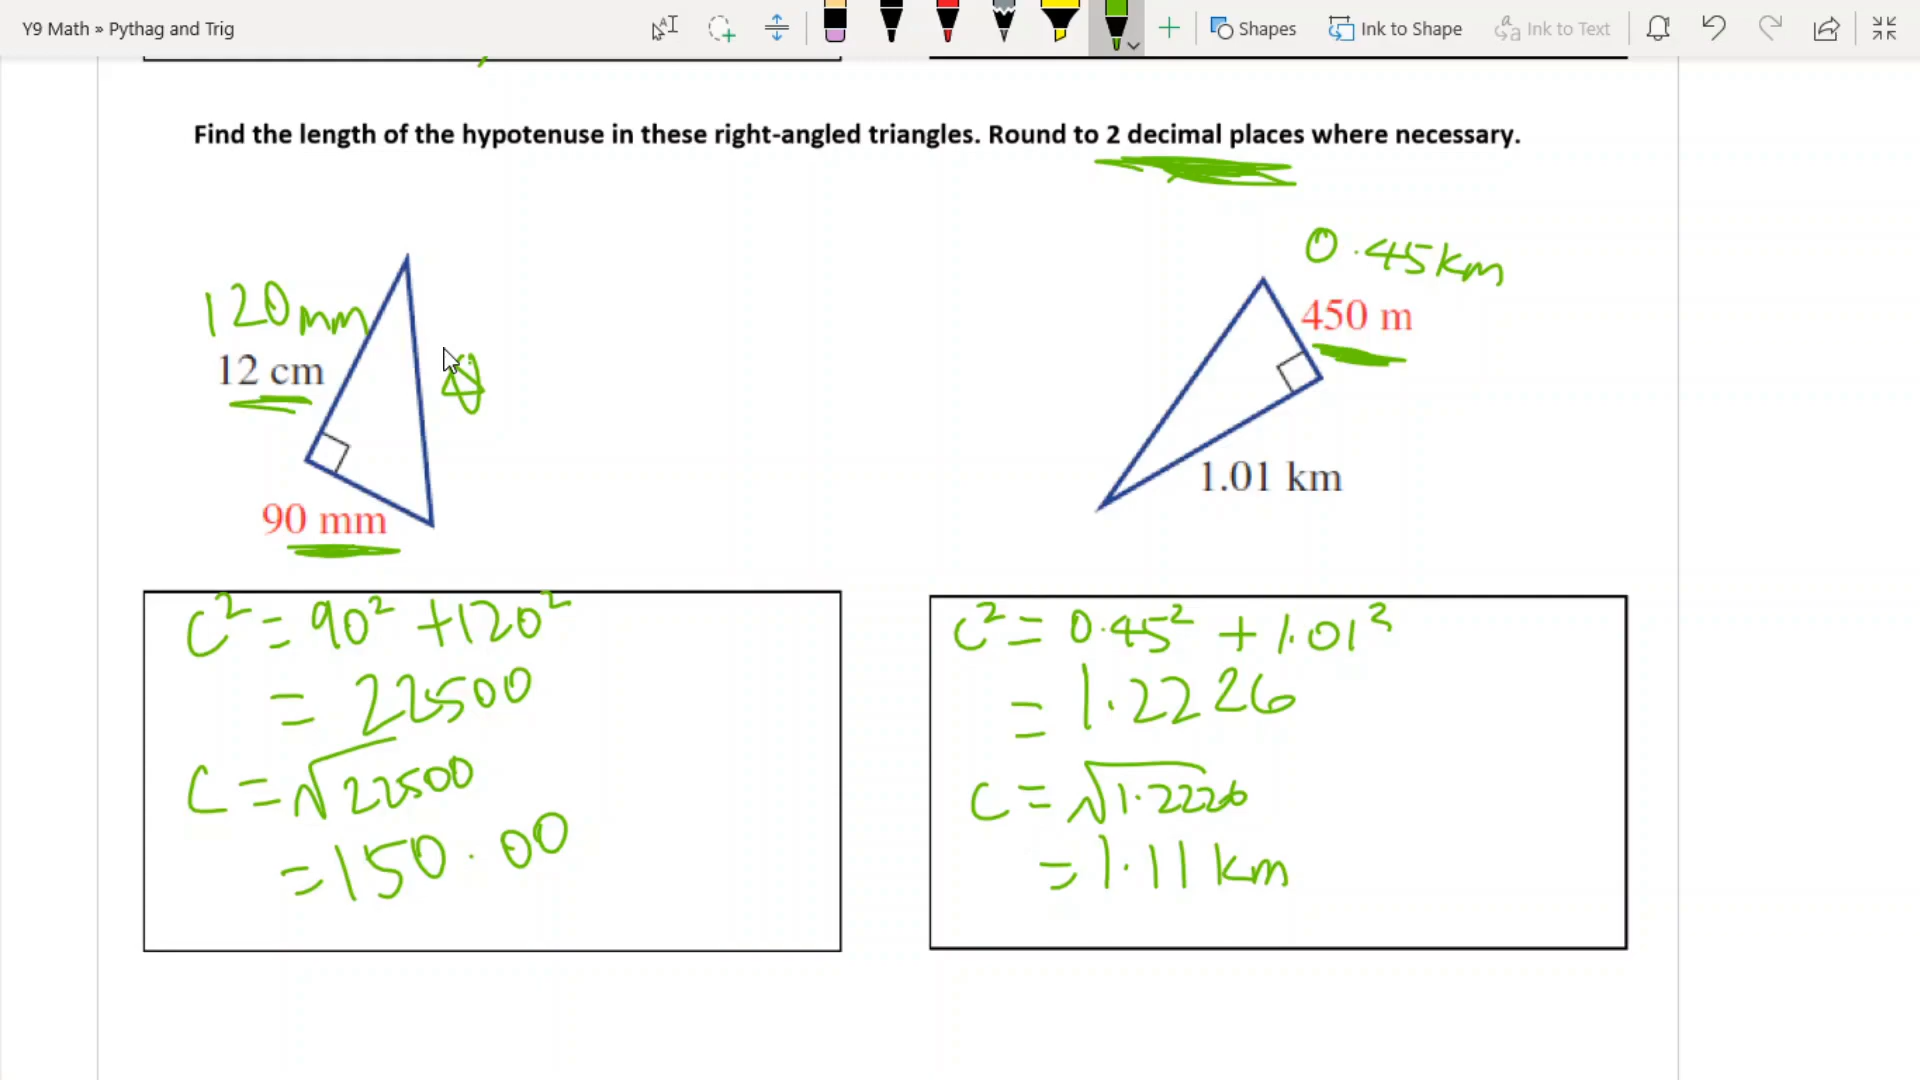 Y9 Math » Pythag and Trig
Shapes
Ink to Shape
Ink to Text
Find the length of the hypotenuse in these right-angled triangles. Round to 2 decimal places where necessary.
120mm
12 cm
90 mm
0.45km
450 m
1.01 km
C² = 90² + 120²
= 22500
C = √22500
= 150.00
C² = 0.45² + 1.01²
= 1.2226
C = √1.2226
= 1.11 km